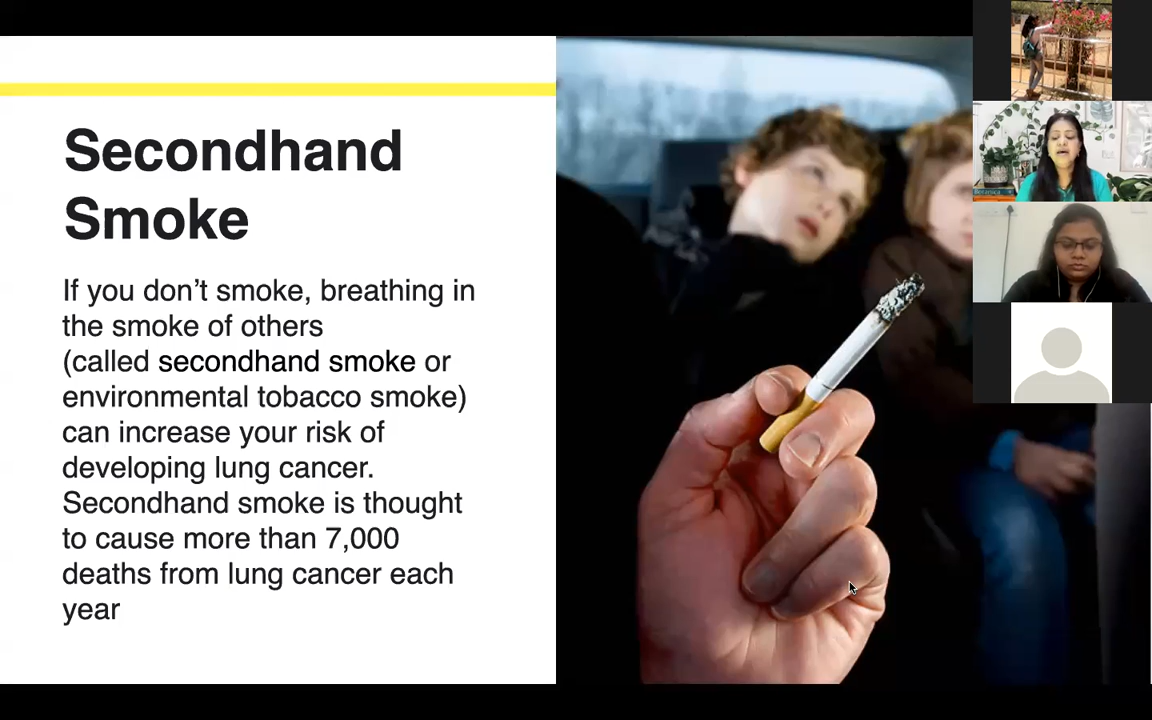 Secondhand
Smoke
If you don’t smoke, breathing in
the smoke of others
(called secondhand smoke or
environmental tobacco smoke)
can increase your risk of
developing lung cancer.
Secondhand smoke is thought
to cause more than 7,000
deaths from lung cancer each
year